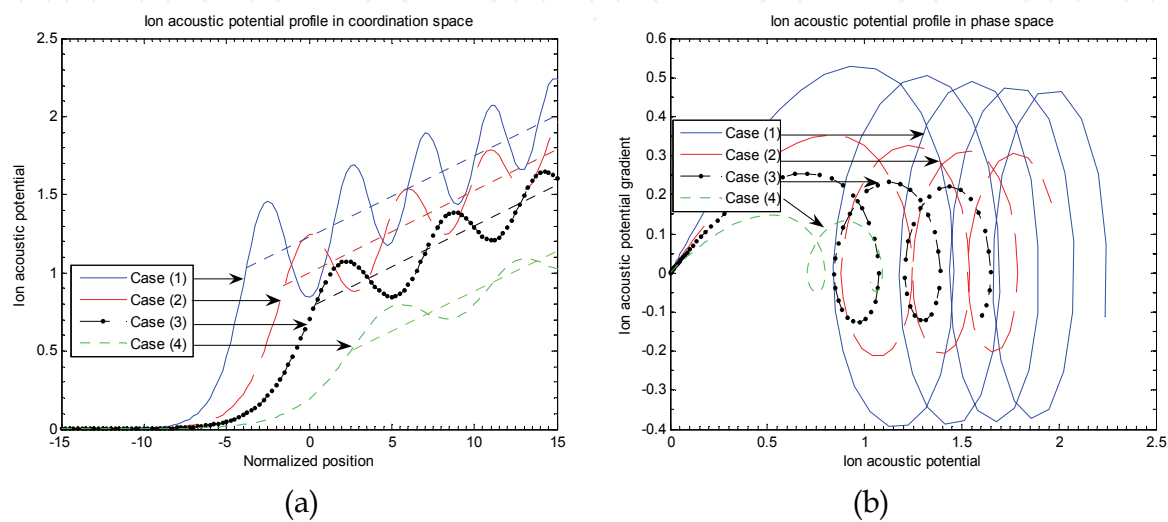 Ion acoustic potential profile in coordination space
2.5
2
1.5
1
0.5
0
Ion acoustic potential
Case (1)
Case (2)
Case (3)
Case (4)
-15
-10
-5
0
5
10
15
Normalized position
(a)
Ion acoustic potential profile in phase space
0.6
0.5
0.4
0.3
0.2
0.1
0
-0.1
-0.2
-0.3
-0.4
Ion acoustic potential gradient
Case (1)
Case (2)
Case (3)
Case (4)
(1)
(2)
(3)
(4)
0
0.5
1
1.5
2
2.5
Ion acoustic potential
(b)